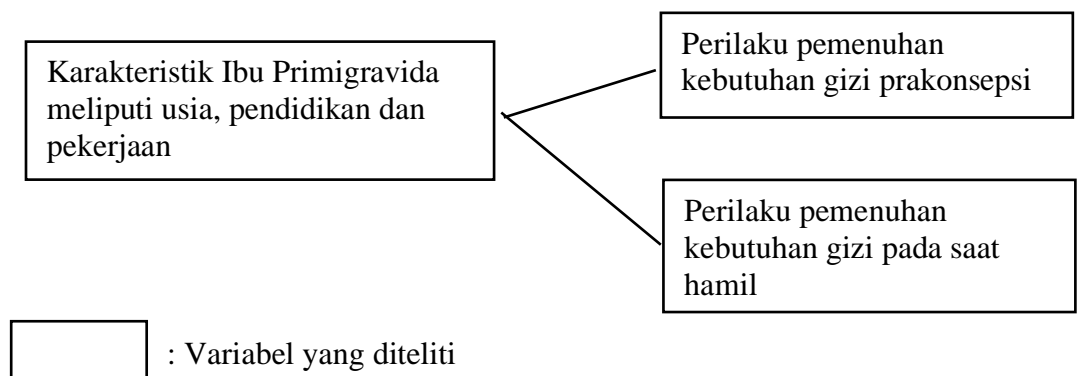 Karakteristik Ibu Primigravida
meliputi usia, pendidikan dan
pekerjaan
Perilaku pemenuhan
kebutuhan gizi prakonsepsi
Perilaku pemenuhan
kebutuhan gizi pada saat
hamil
: Variabel yang diteliti